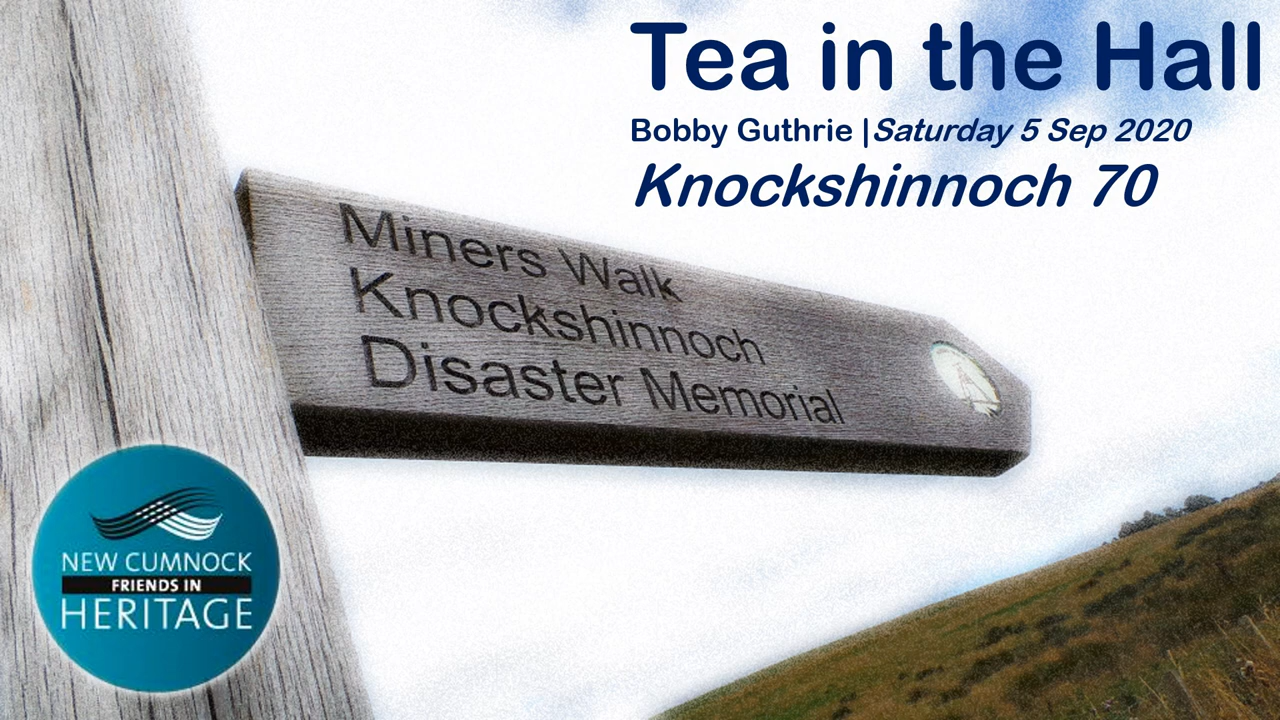 Tea in the Hall
Bobby Guthrie |Saturday 5 Sep 2020
Knockshinnoch 70
Miners Walk
Knockshinnoch
Disaster Memorial
NEW CUMNOCK
FRIENDS IN
HERITAGE